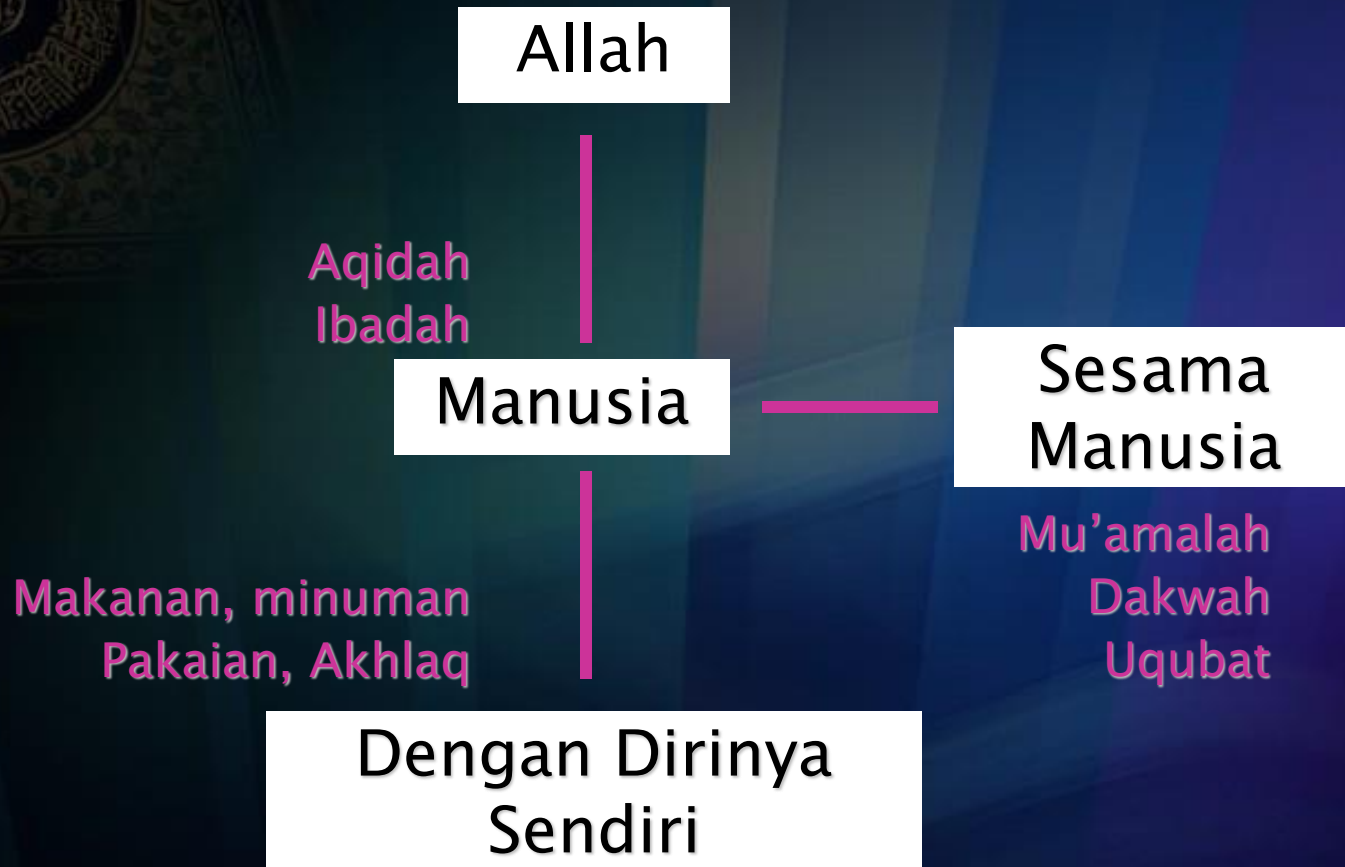 Allah
Aqidah
Ibadah
Manusia
Sesama
Manusia
Mu’amalah
Dakwah
Uqubat
Makanan, minuman
Pakaian, Akhlaq
Dengan Dirinya
Sendiri